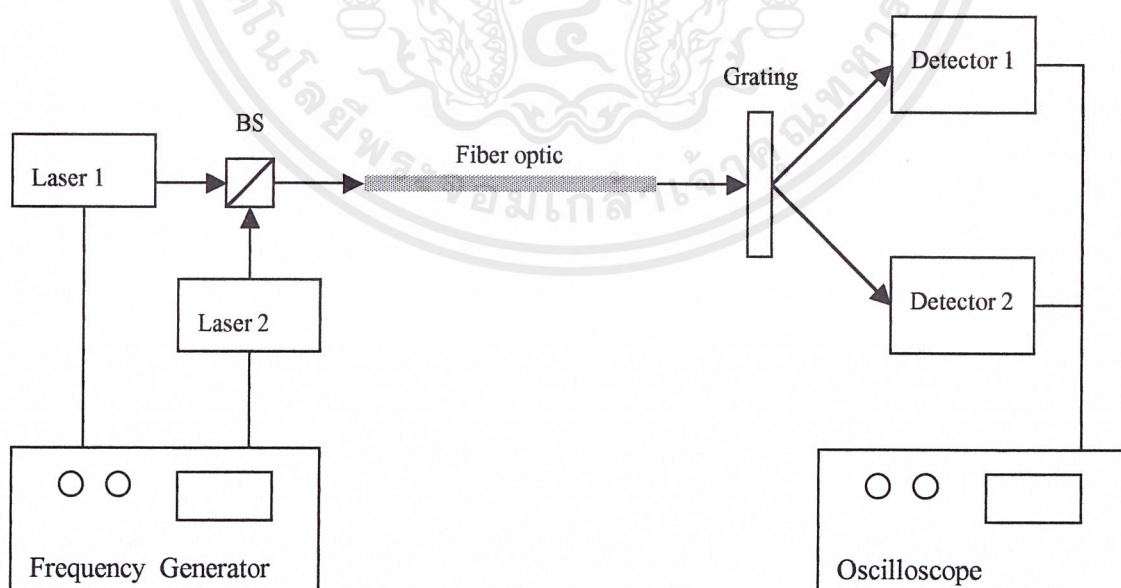 Detector 1
Grating
BS
Fiber optic
Laser 1
Detector 2
Laser 2
Frequency Generator
Oscilloscope